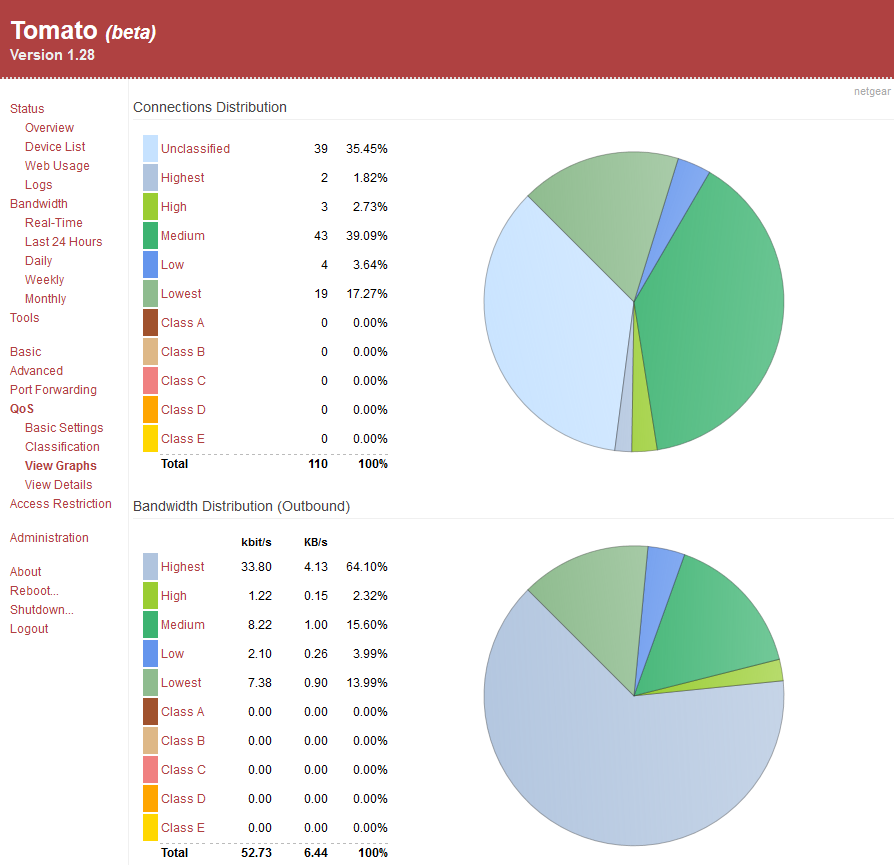 Tomato (beta)
Version 1.28
netgear
Status
Overview
Device List
Web Usage
Logs
Bandwidth
Real-Time
Last 24 Hours
Daily
Weekly
Monthly
Tools
Basic
Advanced
Port Forwarding
QoS
Basic Settings
Classification
View Graphs
View Details
Access Restriction
Administration
About
Reboot...
Shutdown...
Logout
Connections Distribution
Unclassified 39 35.45%
Highest 2 1.82%
High 3 2.73%
Medium 43 39.09%
Low 4 3.64%
Lowest 19 17.27%
Class A 0 0.00%
Class B 0 0.00%
Class C 0 0.00%
Class D 0 0.00%
Class E 0 0.00%
Total 110 100%
Bandwidth Distribution (Outbound)
kbit/s KB/s
Highest 33.80 4.13 64.10%
High 1.22 0.15 2.32%
Medium 8.22 1.00 15.60%
Low 2.10 0.26 3.99%
Lowest 7.38 0.90 13.99%
Class A 0.00 0.00 0.00%
Class B 0.00 0.00 0.00%
Class C 0.00 0.00 0.00%
Class D 0.00 0.00 0.00%
Class E 0.00 0.00 0.00%
Total 52.73 6.44 100%